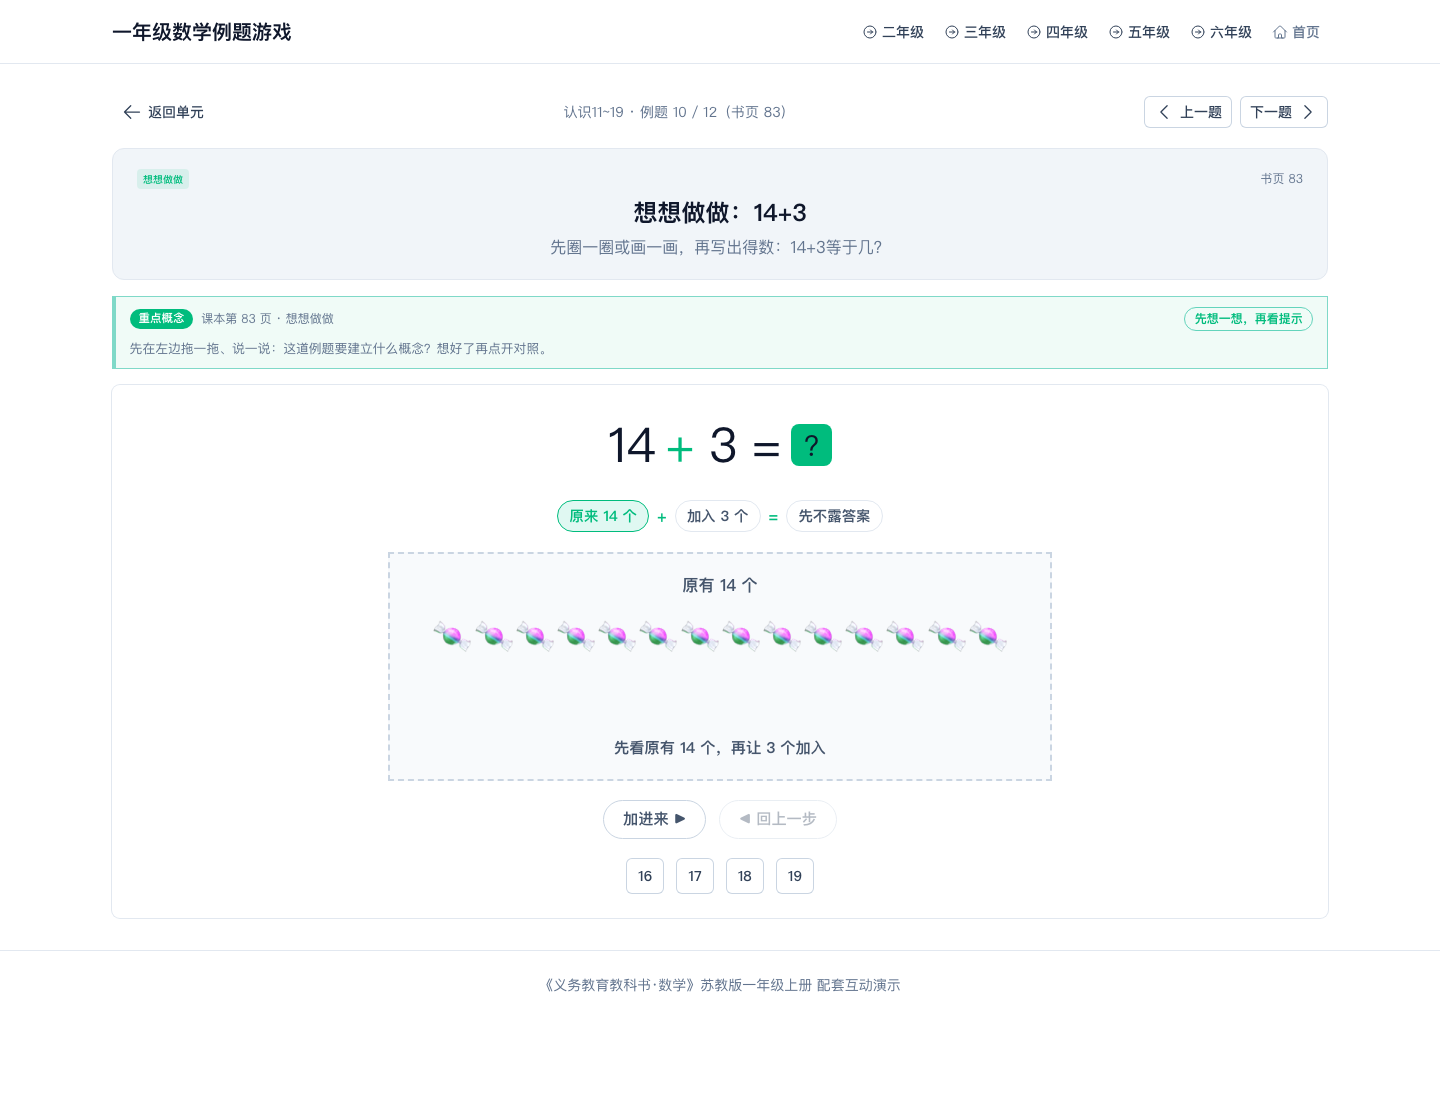 一年级数学例题游戏
二年级 三年级 四年级 五年级 六年级 首页
返回单元
认识11~19 · 例题 10 / 12（书页 83）
上一题 下一题
想想做做
书页 83
想想做做：14+3
先圈一圈或画一画，再写出得数：14+3等于几？
重点概念 课本第 83 页 · 想想做做
先想一想，再看提示
先在左边拖一拖、说一说：这道例题要建立什么概念？想好了再点开对照。
14 + 3 = ?
原来 14 个 + 加入 3 个 = 先不露答案
原有 14 个
先看原有 14 个，再让 3 个加入
加进来 ▶ ◀ 回上一步
16 17 18 19
《义务教育教科书·数学》苏教版一年级上册 配套互动演示